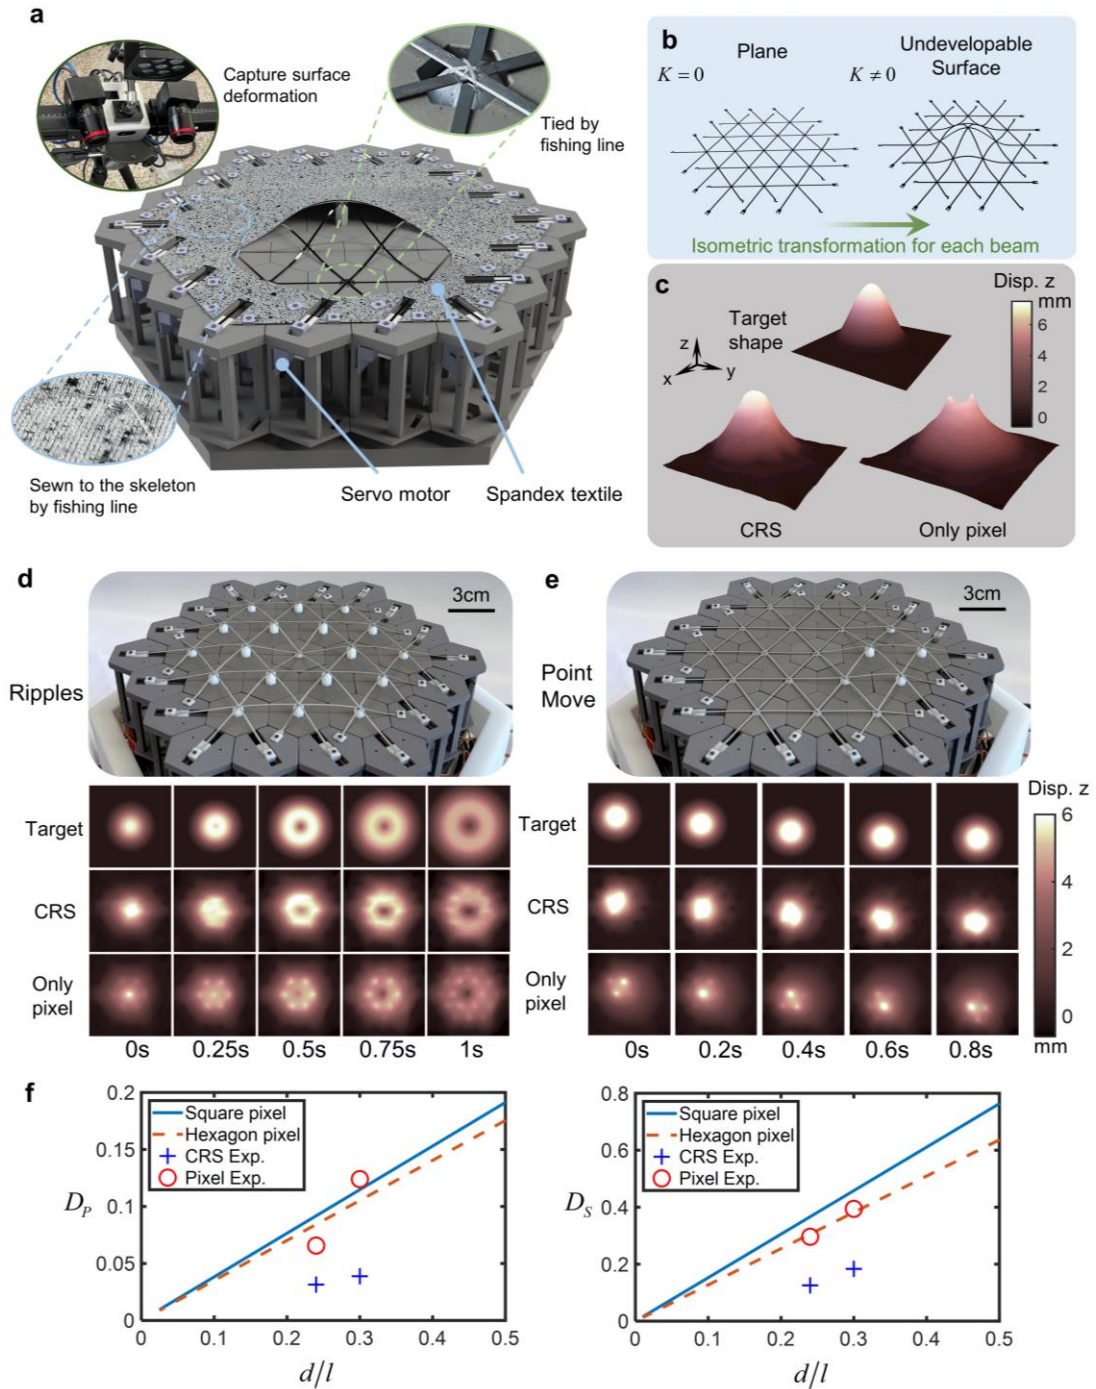 a
Capture surface
deformation
Tied by
fishing line
Sewn to the skeleton
by fishing line
Servo motor
Spandex textile
b
Plane
K = 0
Undevelopable
Surface
K ≠ 0
Isometric transformation for each beam
c
Target
shape
Disp. z
mm
6
4
2
0
z
x
y
CRS
Only pixel
d
3cm
Ripples
Target
CRS
Only
pixel
0s 0.25s 0.5s 0.75s 1s
e
3cm
Point
Move
Target
CRS
Only
pixel
0s 0.2s 0.4s 0.6s 0.8s
Disp. z
6
4
2
0
mm
f
0.2
0.15
0.1
0.05
0
D_P
Square pixel
Hexagon pixel
CRS Exp.
Pixel Exp.
0 0.1 0.2 0.3 0.4 0.5
d/l
0.8
0.6
0.4
0.2
0
D_S
Square pixel
Hexagon pixel
CRS Exp.
Pixel Exp.
0 0.1 0.2 0.3 0.4 0.5
d/l